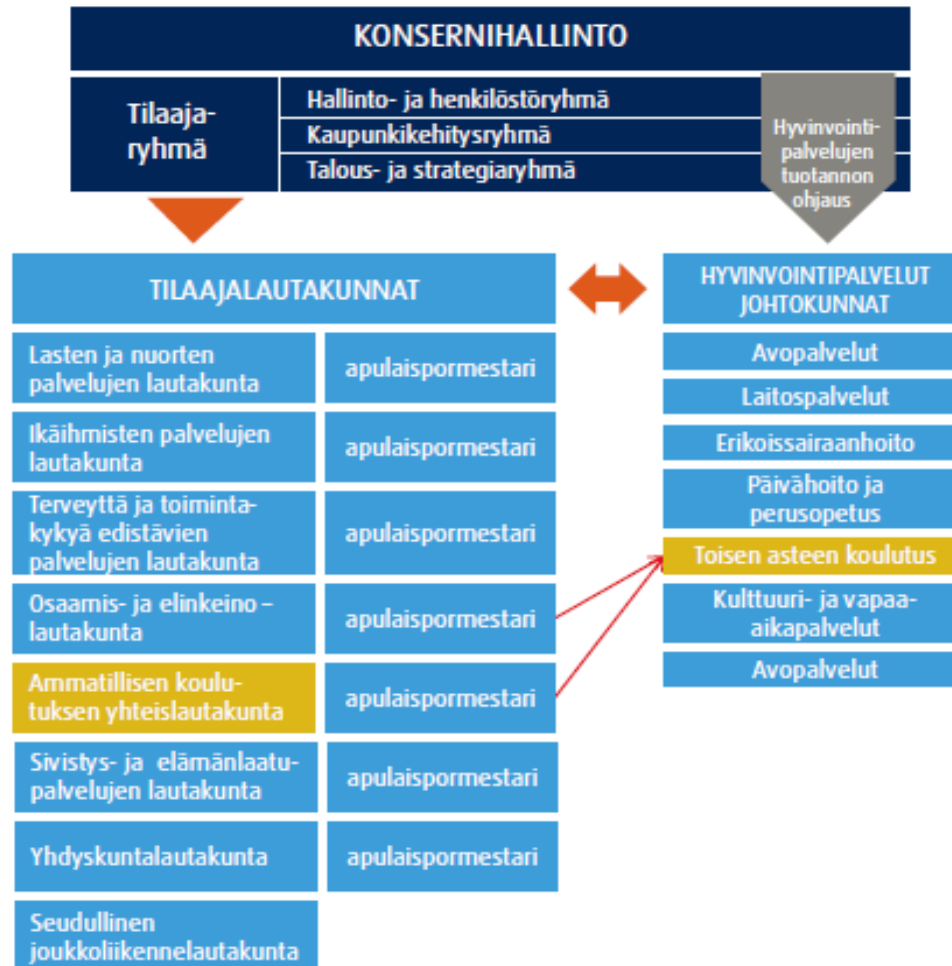 KONSERNIHALLINTO
Tilaaja-
ryhmä
Hallinto- ja henkilöstöryhmä
Kaupunkikehitysryhmä
Talous- ja strategiaryhmä
Hyvinvointi-
palvelujen
tuotannon
ohjaus
TILAAJALAUTAKUNNAT
Lasten ja nuorten
palvelujen lautakunta
apulaispormestari
Ikäihmisten palvelujen
lautakunta
apulaispormestari
Terveyttä ja toiminta-
kykyä edistävien
palvelujen lautakunta
apulaispormestari
Osaamis- ja elinkeino –
lautakunta
apulaispormestari
Ammatillisen koulu-
tuksen yhteislautakunta
apulaispormestari
Sivistys- ja elämänlaatu-
palvelujen lautakunta
apulaispormestari
Yhdyskuntalautakunta
apulaispormestari
Seudullinen
joukkoliikennelautakunta
HYVINVOINTIPALVELUT
JOHTOKUNNAT
Avopalvelut
Laitospalvelut
Erikoissairaanhoito
Päivähoito ja
perusopetus
Toisen asteen koulutus
Kulttuuri- ja vapaa-
aikapalvelut
Avopalvelut